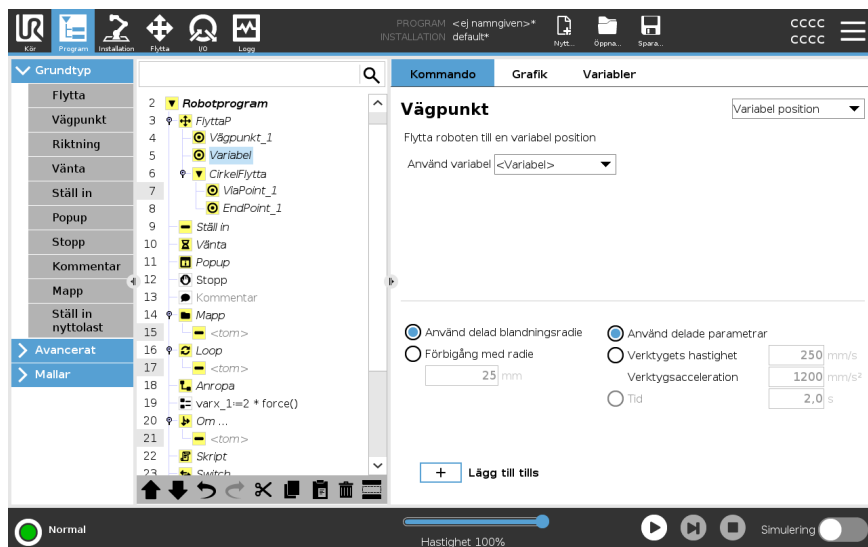 UR
PROGRAM <ej namngiven>*
INSTALLATION default*
CCCC
CCCC
Kör Program Installation Flytta I/O Logg Nytt... Öppna... Spara...
Grundtyp
Flytta
Vägpunkt
Riktning
Vänta
Ställ in
Popup
Stopp
Kommentar
Mapp
Ställ in
nyttolast
Avancerat
Mallar
2 Robotprogram
3 FlyttaP
4 Vägpunkt_1
5 Variabel
6 CirkelFlytta
7 ViaPoint_1
8 EndPoint_1
9 Ställ in
10 Vänta
11 Popup
12 Stopp
13 Kommentar
14 Mapp
15 <tom>
16 Loop
17 <tom>
18 Anropa
19 varx_1:=2 * force()
20 Om ...
21 <tom>
22 Skript
23 Switch
Kommando Grafik Variabler
Vägpunkt
Variabel position
Flytta roboten till en variabel position
Använd variabel <Variabel>
Använd delad blandningsradie
Förbigång med radie
25 mm
Använd delade parametrar
Verktygets hastighet 250 mm/s
Verktygsacceleration 1200 mm/s²
Tid 2,0 s
+ Lägg till tills
Normal
Hastighet 100%
Simulering